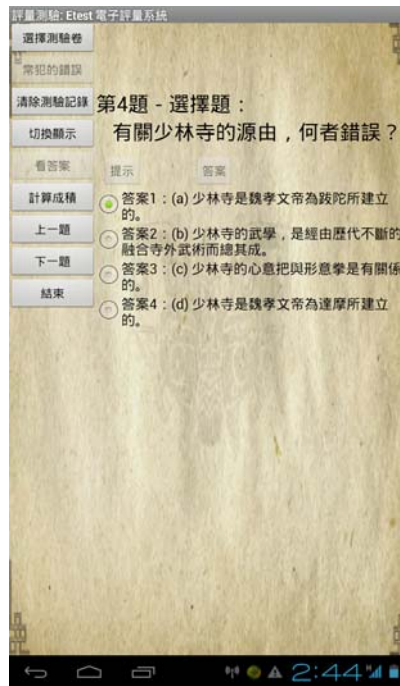 評量測驗: Etest 電子評量系統
選擇測驗卷
常犯的錯誤
清除測驗記錄
切換顯示
看答案
計算成積
上一題
下一題
結束
第4題 - 選擇題：
有關少林寺的源由，何者錯誤？
提示
答案
答案1：(a) 少林寺是魏孝文帝為跋陀所建立
的。
答案2：(b) 少林寺的武學，是經由歷代不斷的
融合寺外武術而總其成。
答案3：(c) 少林寺的心意把與形意拳是有關係
的。
答案4：(d) 少林寺是魏孝文帝為達摩所建立
的。
2:44